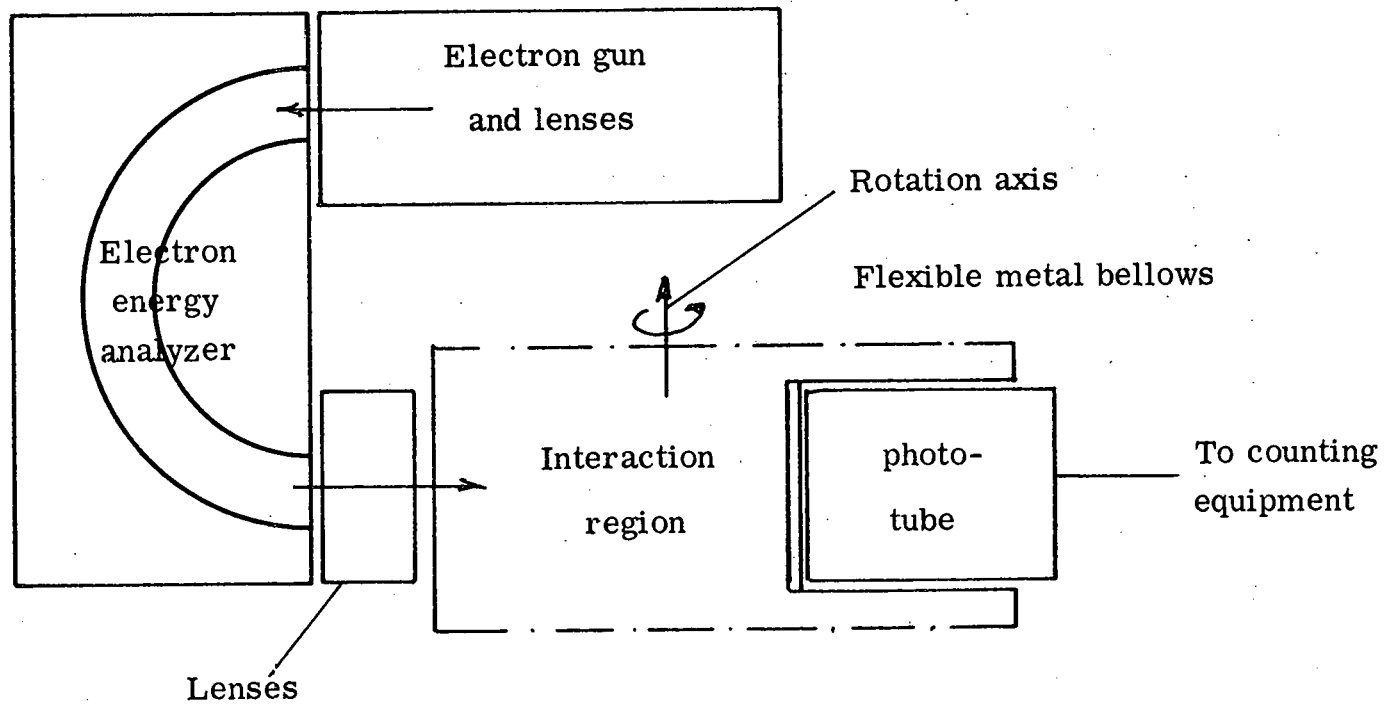 Electron gun
and lenses
Rotation axis
Flexible metal bellows
Electron
energy
analyzer
Interaction
region
photo-
tube
To counting
equipment
Lenses